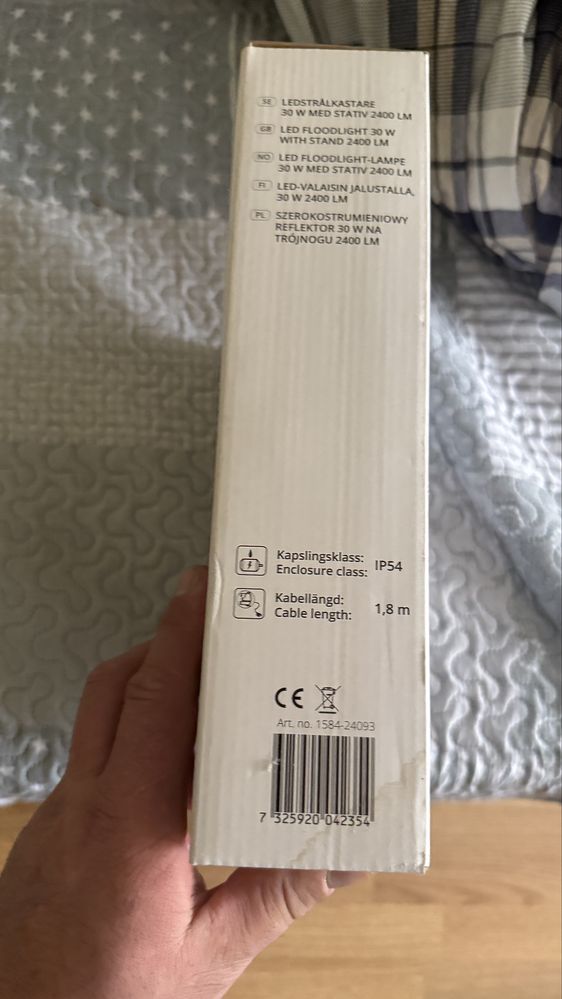 SE LEDSTRÅLKASTARE
30 W MED STATIV 2400 LM
GB LED FLOODLIGHT 30 W
WITH STAND 2400 LM
NO LED FLOODLIGHT-LAMPE
30 W MED STATIV 2400 LM
FI LED-VALAISIN JALUSTALLA,
30 W 2400 LM
PL SZEROKOSTRUMIENIOWY
REFLEKTOR 30 W NA
TRÓJNOGU 2400 LM
Kapslingsklass: IP54
Enclosure class:
Kabellängd:
Cable length: 1,8 m
CE
Art. no. 1584-24093
7 325920 042354